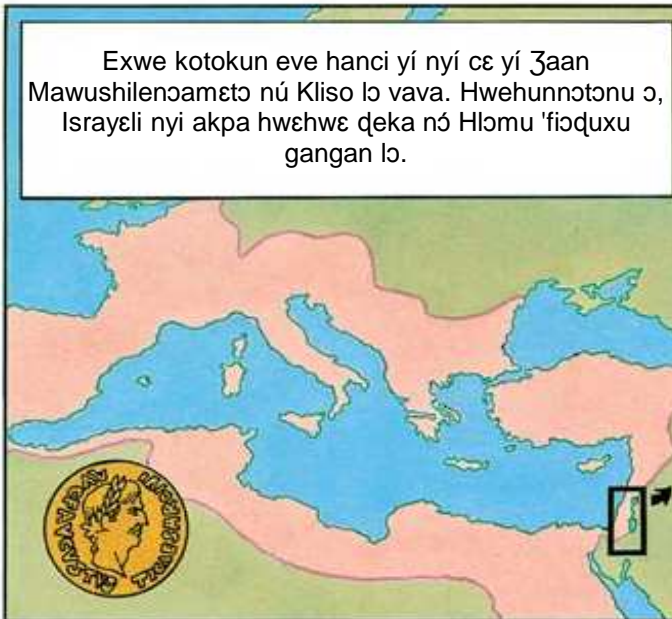 Exwe kotokun eve hanci yí nyí cɛ yí Ʒaan
Mawushilenɔamɛtɔ nú Kliso lɔ vava. Hwehunnɔtɔnu ɔ,
Israyɛli nyi akpa hwɛhwɛ ɖeka nɔ́ Hlɔmu 'fiɔɖuxu
gangan lɔ.